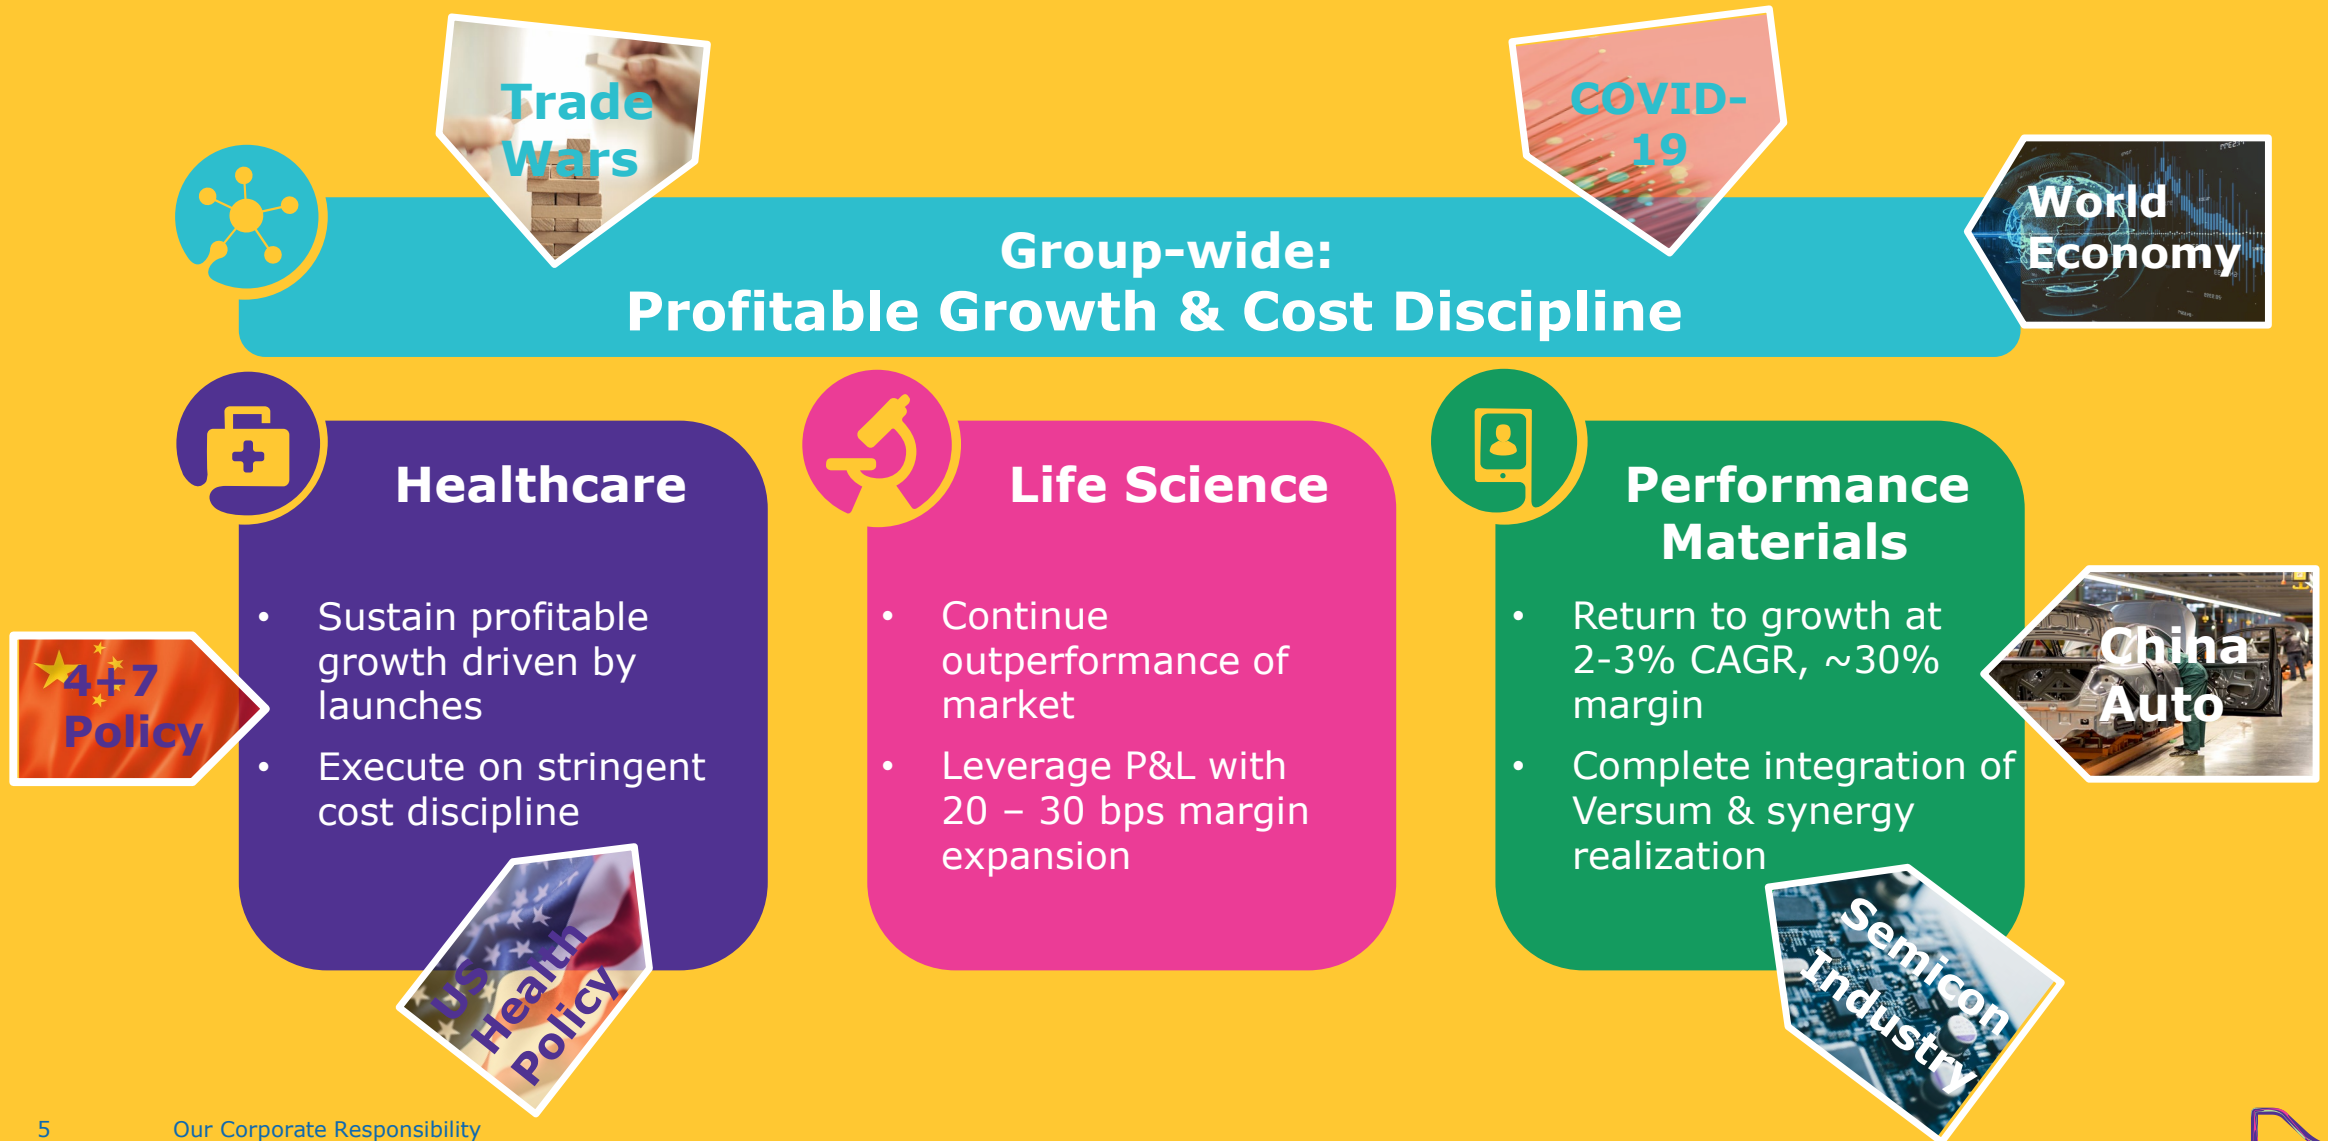 Trade
Wars
COVID-
19
World
Economy
Group-wide:
Profitable Growth & Cost Discipline
Healthcare
• Sustain profitable
growth driven by
launches
• Execute on stringent
cost discipline
4+7
Policy
US
Health
Policy
Life Science
• Continue
outperformance of
market
• Leverage P&L with
20 – 30 bps margin
expansion
Performance
Materials
• Return to growth at
2-3% CAGR, ~30%
margin
• Complete integration of
Versum & synergy
realization
China
Auto
Semicon
Industry
5 Our Corporate Responsibility